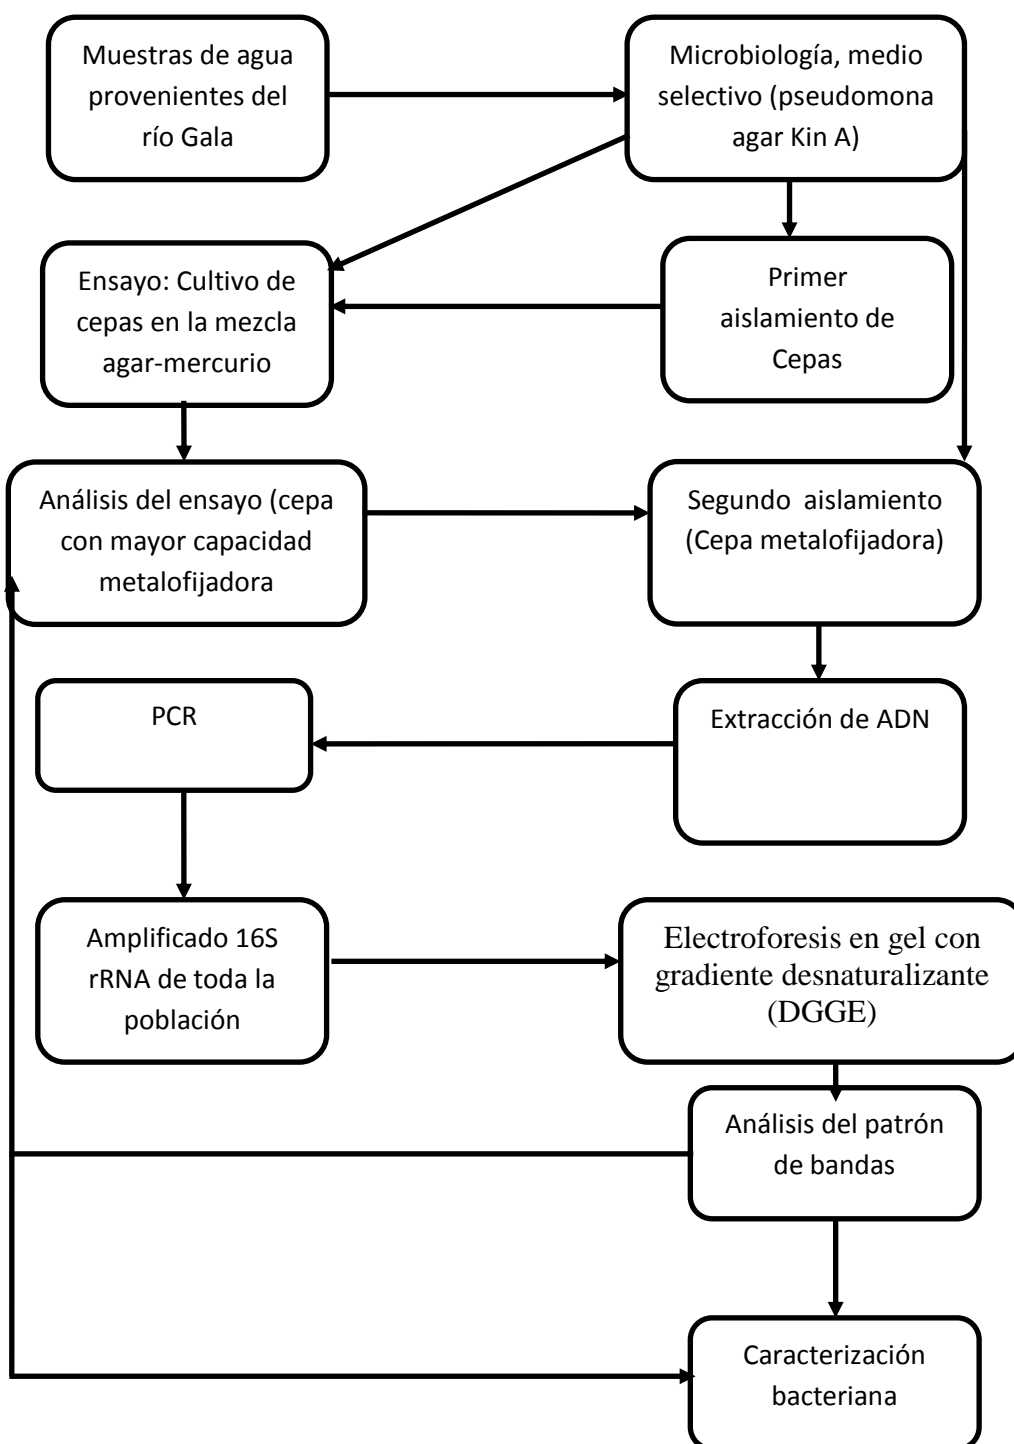 Muestras de agua
provenientes del
río Gala
Microbiología, medio
selectivo (pseudomona
agar Kin A)
Ensayo: Cultivo de
cepas en la mezcla
agar-mercurio
Primer
aislamiento de
Cepas
Análisis del ensayo (cepa
con mayor capacidad
metalofijadora
Segundo aislamiento
(Cepa metalofijadora)
PCR
Extracción de ADN
Amplificado 16S
rRNA de toda la
población
Electroforesis en gel con
gradiente desnaturalizante
(DGGE)
Análisis del patrón
de bandas
Caracterización
bacteriana